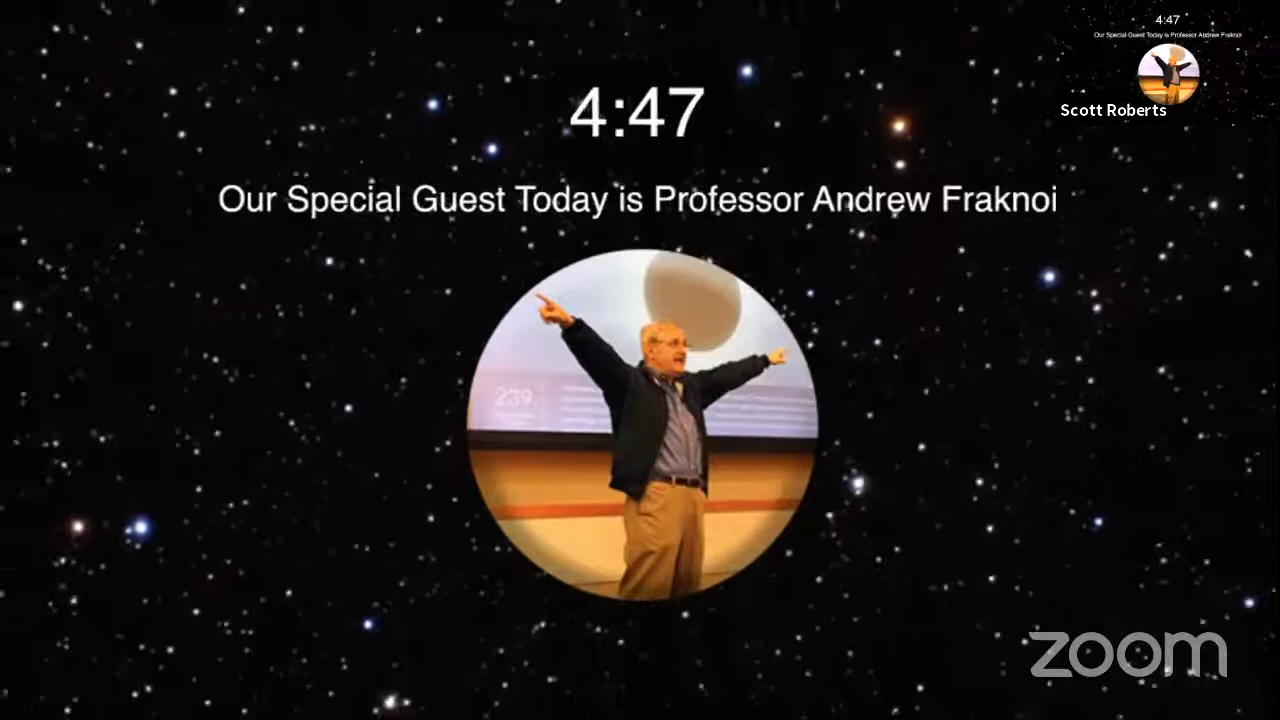 4:47
Our Special Guest Today is Professor Andrew Fraknoi
4:47
Our Special Guest Today is Professor Andrew Fraknoi
Scott Roberts
239
zoom